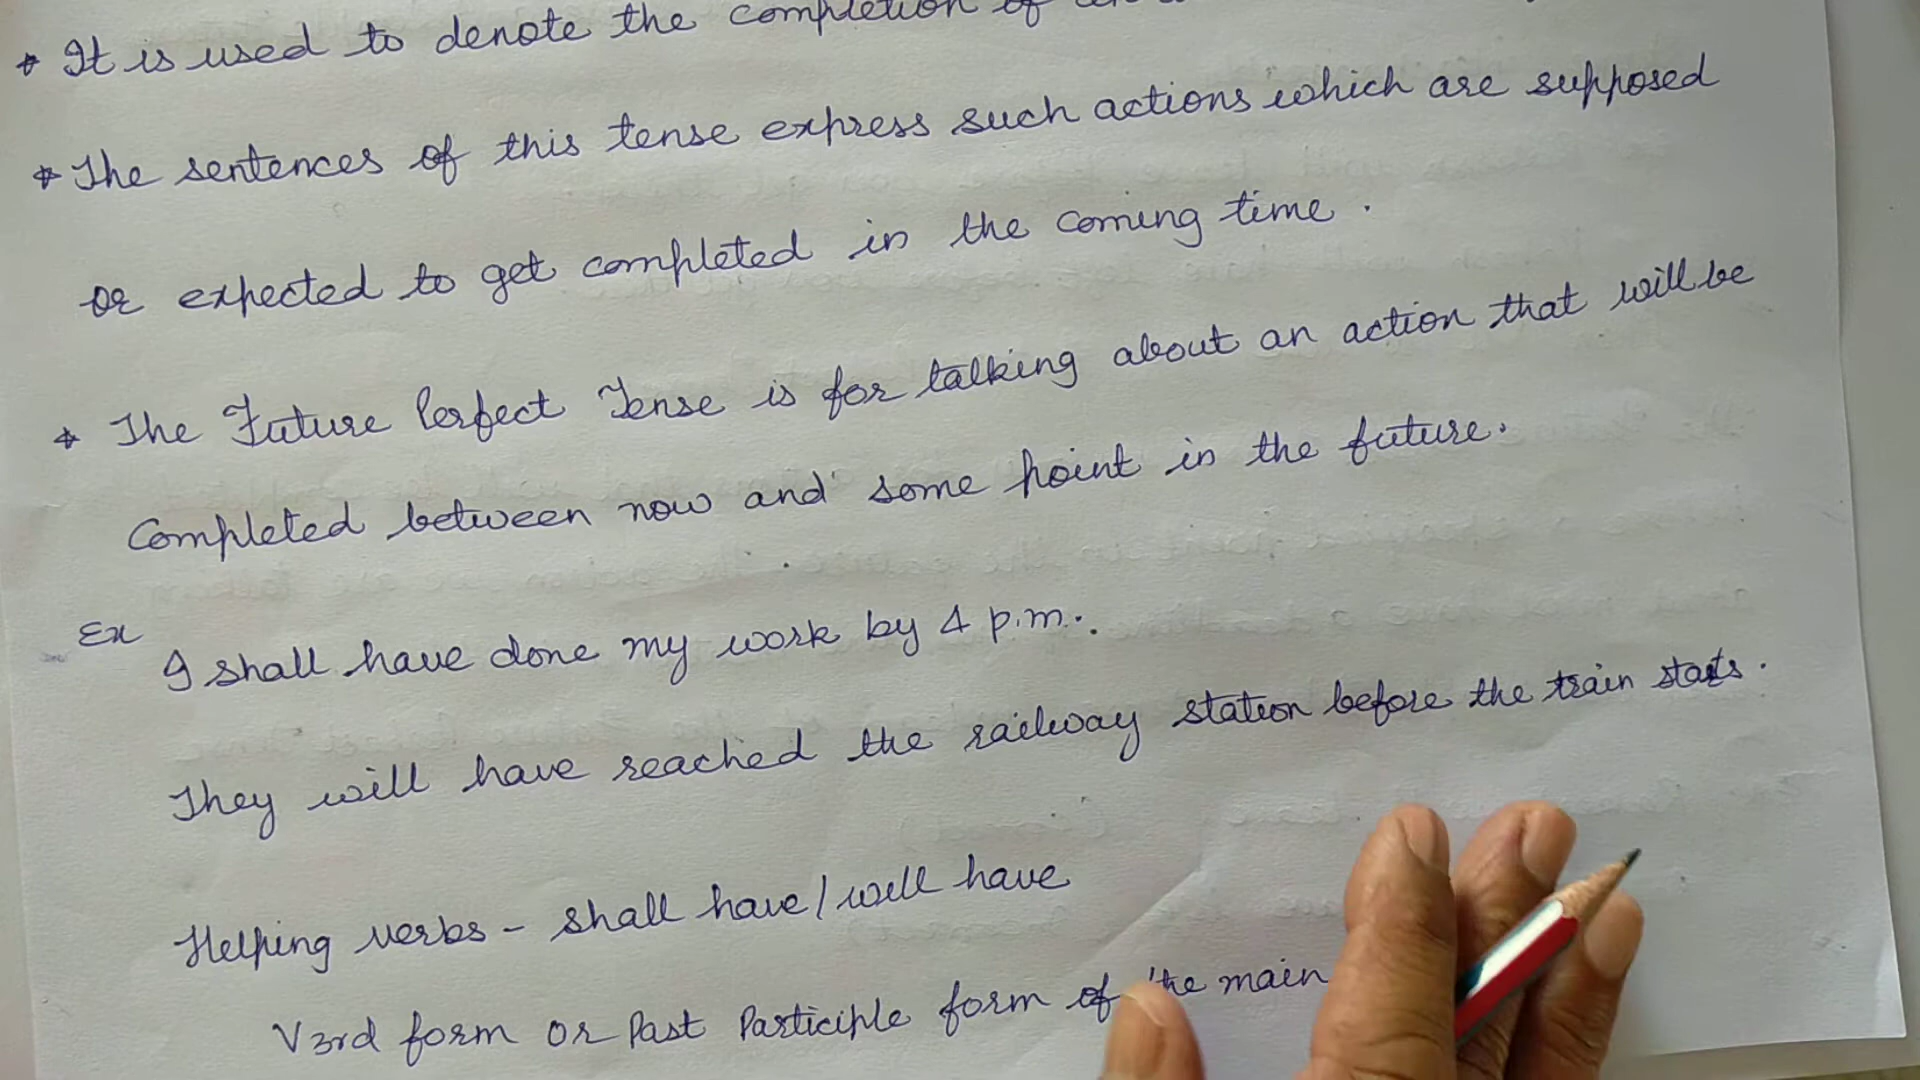 * It is used to denote the completion of
* The sentences of this tense express such actions which are supposed
or expected to get completed in the coming time.
* The Future Perfect Tense is for talking about an action that will be
Completed between now and some point in the future.
Ex
I shall have done my work by 4 p.m..
They will have reached the railway station before the train starts.
Helping verbs - shall have / will have
V3rd form or Past Participle form of the main